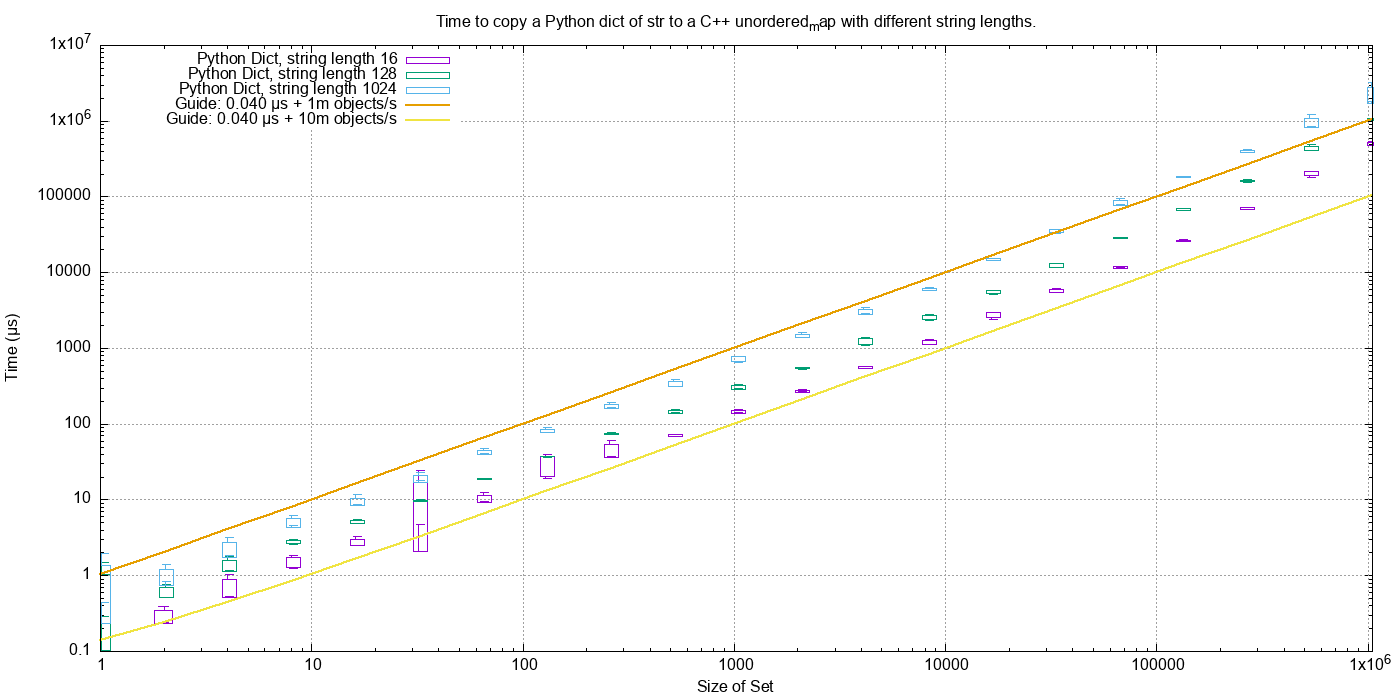 Time to copy a Python dict of str to a C++ unordered_map with different string lengths.
1x10^7
Python Dict, string length 16
Python Dict, string length 128
Python Dict, string length 1024
Guide: 0.040 µs + 1m objects/s
Guide: 0.040 µs + 10m objects/s
1x10^6
100000
10000
1000
100
10
1
0.1
Time (µs)
1 10 100 1000 10000 100000 1x10^6
Size of Set